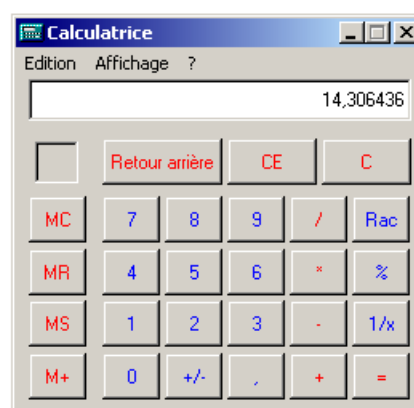 Calculatrice
Edition Affichage ?
14,306436
Retour arrière CE C
MC 7 8 9 / Rac
MR 4 5 6 * %
MS 1 2 3 - 1/x
M+ 0 +/- , + =